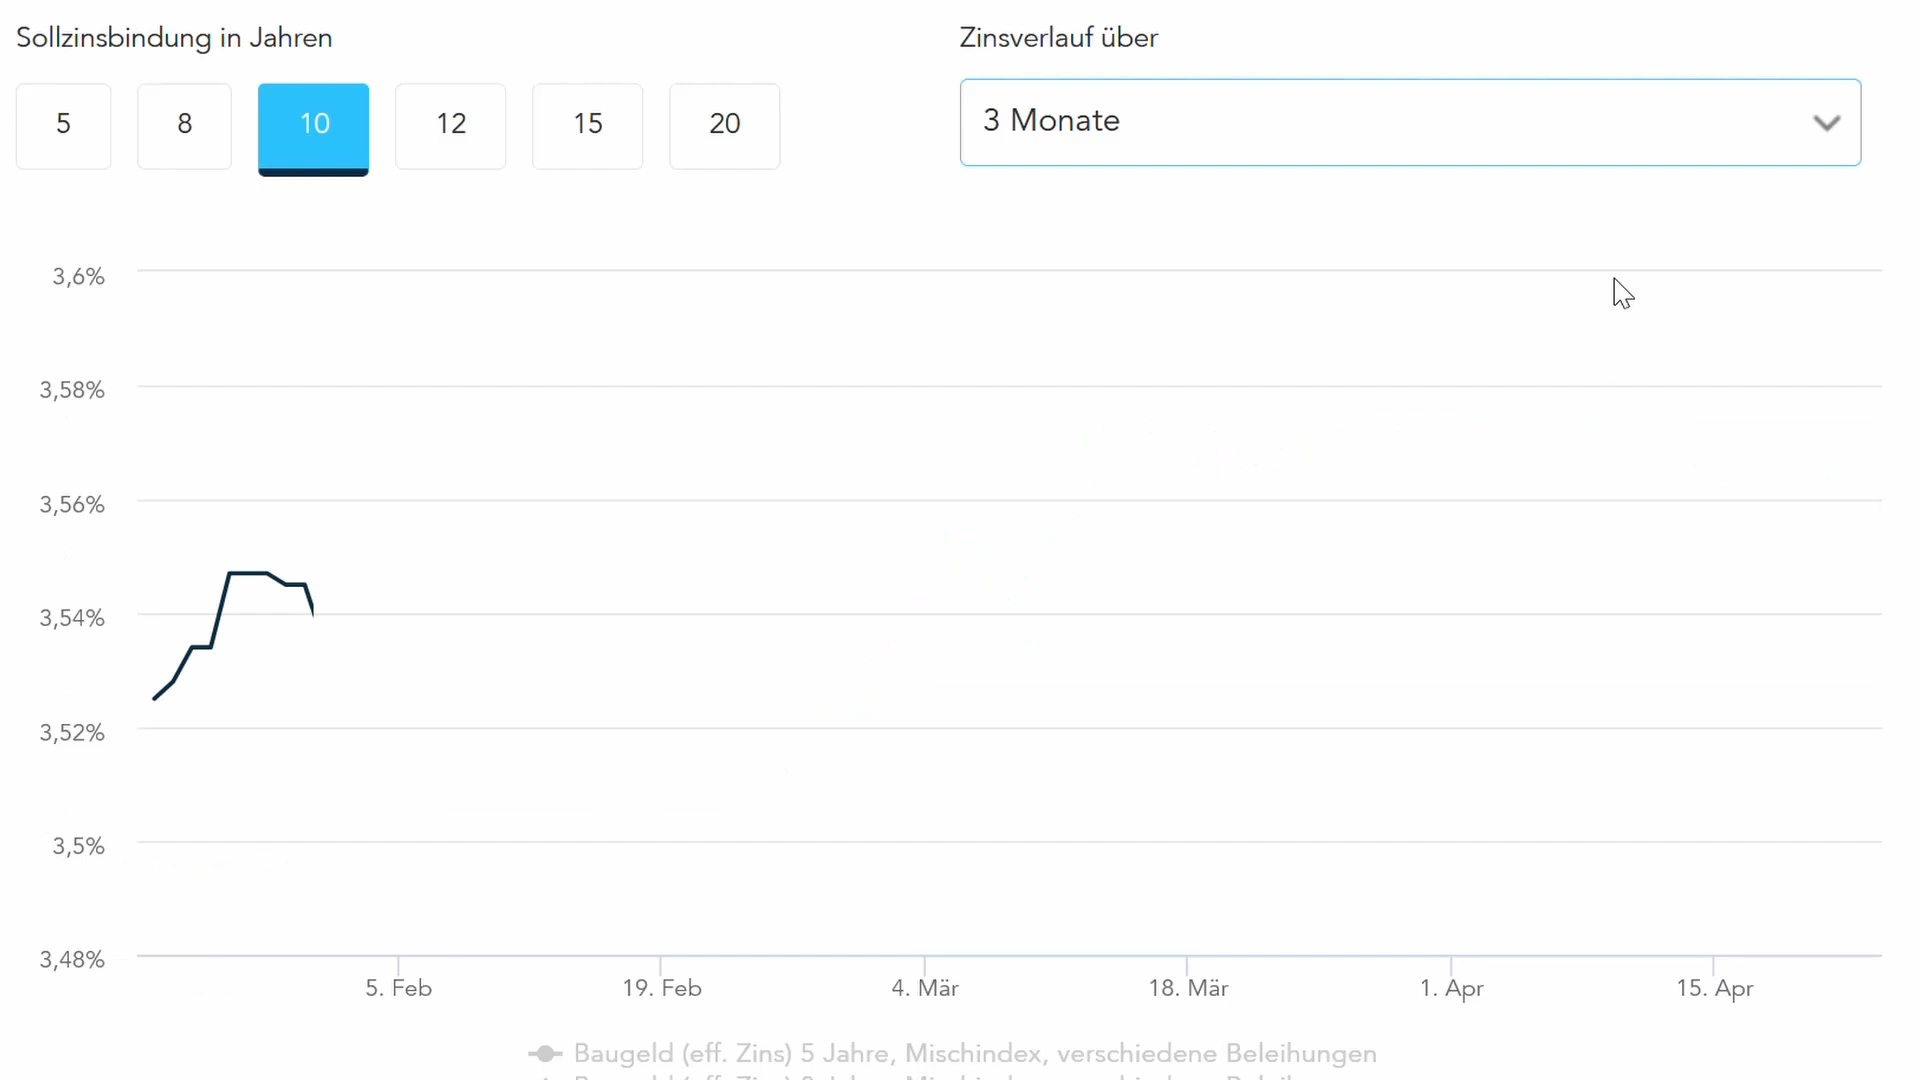 Sollzinsbindung in Jahren
Zinsverlauf über
5 8 10 12 15 20
3 Monate
3,6%
3,58%
3,56%
3,54%
3,52%
3,5%
3,48%
5. Feb 19. Feb 4. Mär 18. Mär 1. Apr 15. Apr
Baugeld (eff. Zins) 5 Jahre, Mischindex, verschiedene Beleihungen